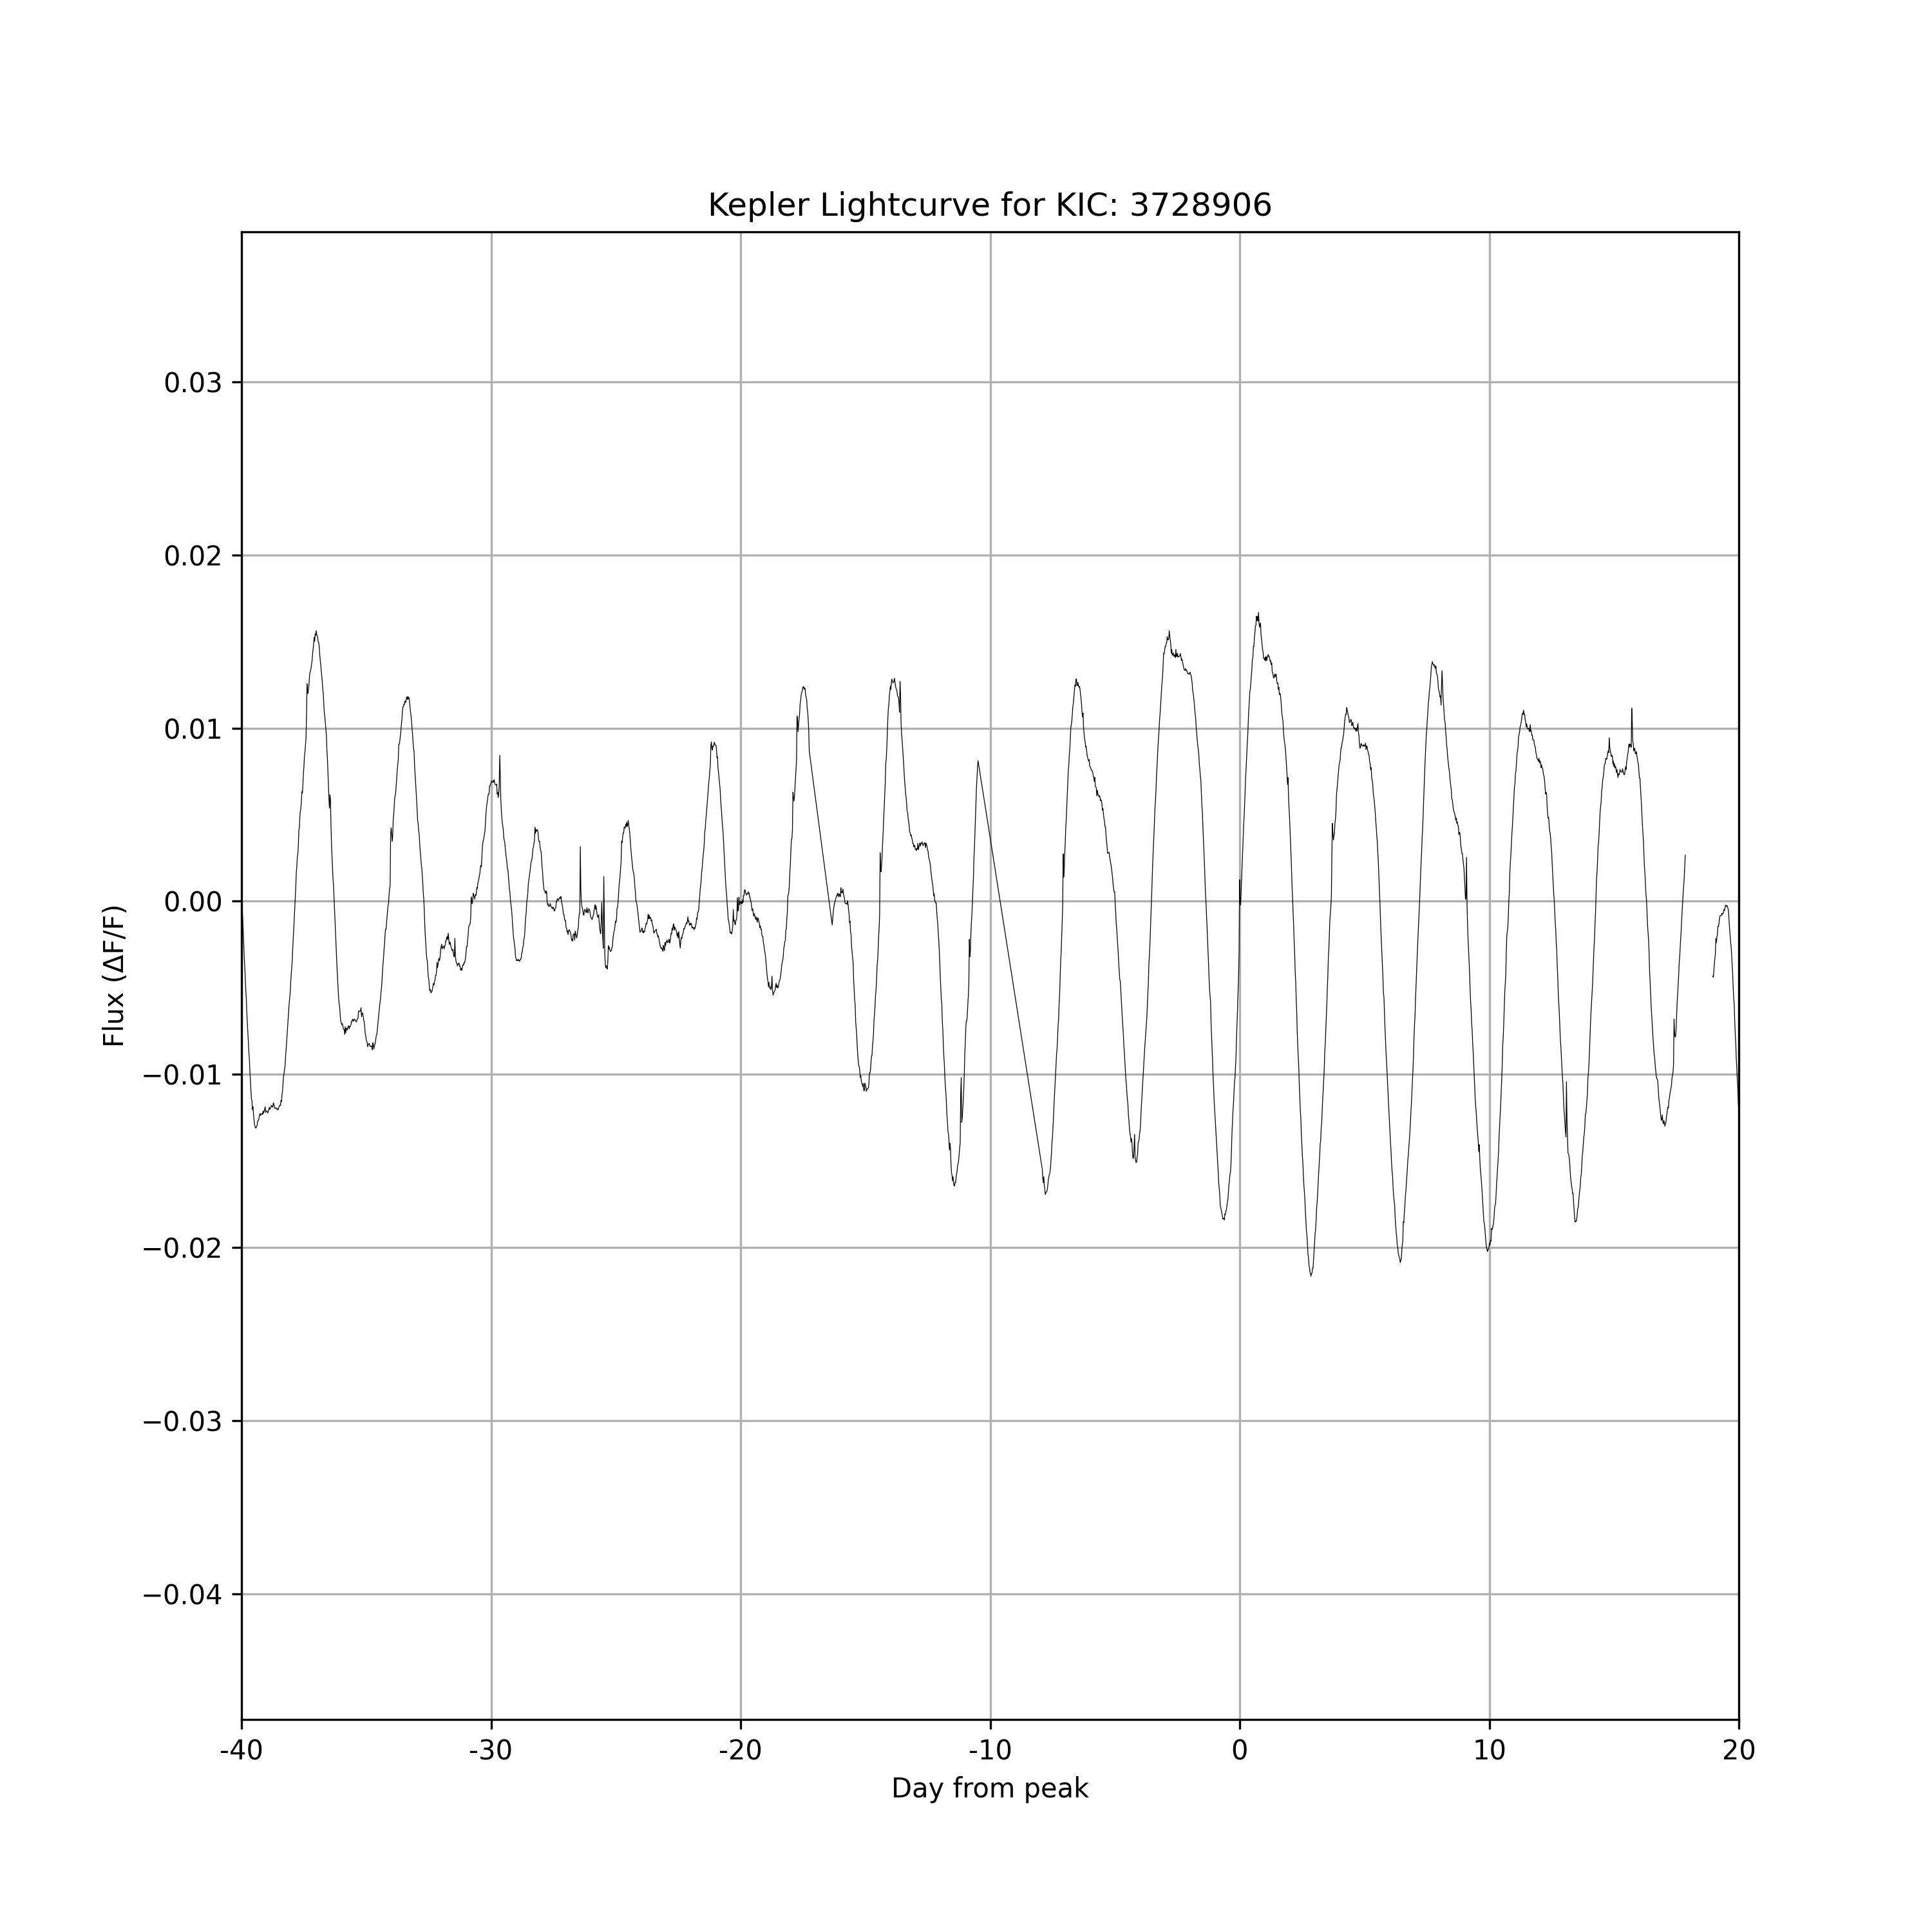 Kepler Lightcurve for KIC: 3728906
Flux (ΔF/F)
0.03
0.02
0.01
0.00
−0.01
−0.02
−0.03
−0.04
-40 -30 -20 -10 0 10 20
Day from peak